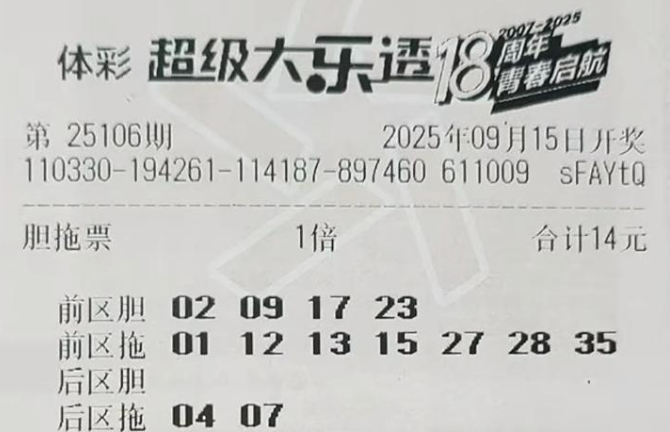 体彩 超级大乐透 18 2007-2025 周年 青春启航
第 25106期 2025年09月15日开奖
110330-194261-114187-897460 611009 sFAYtQ
胆拖票 1倍 合计14元
前区胆 02 09 17 23
前区拖 01 12 13 15 27 28 35
后区胆
后区拖 04 07